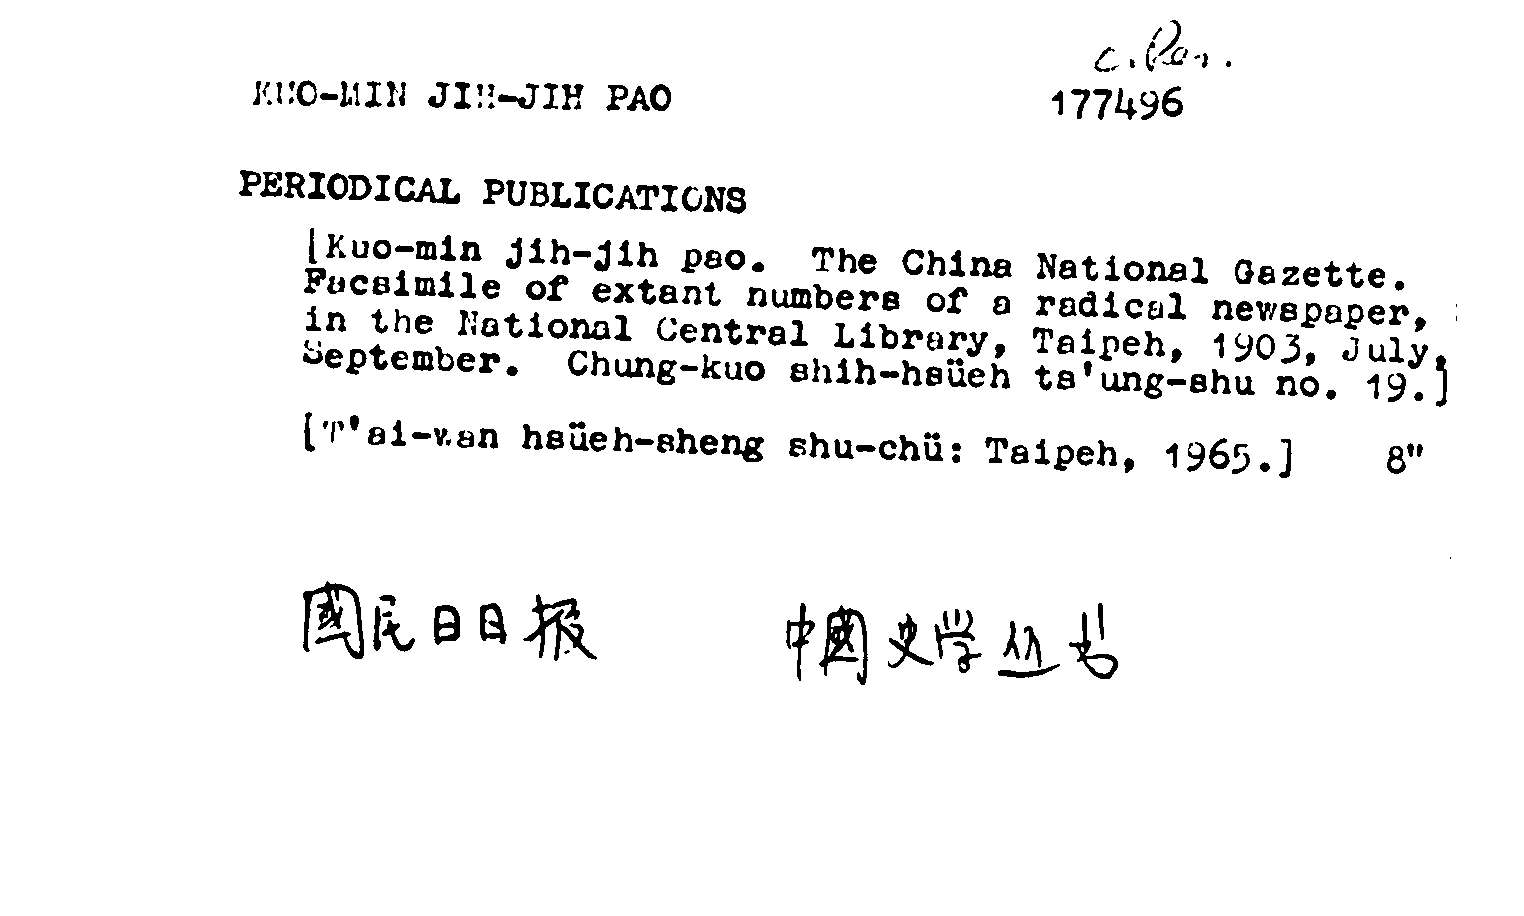 c. Per.
KUO-MIN JIH-JIH PAO 177496
PERIODICAL PUBLICATIONS
[Kuo-min jih-jih pao. The China National Gazette.
Facsimile of extant numbers of a radical newspaper,
in the National Central Library, Taipeh, 1903, July,
September. Chung-kuo shih-hsüeh ts'ung-shu no. 19.]
[T'ai-wan hsüeh-sheng shu-chü: Taipeh, 1965.] 8"
國民日日报 中國史学丛书